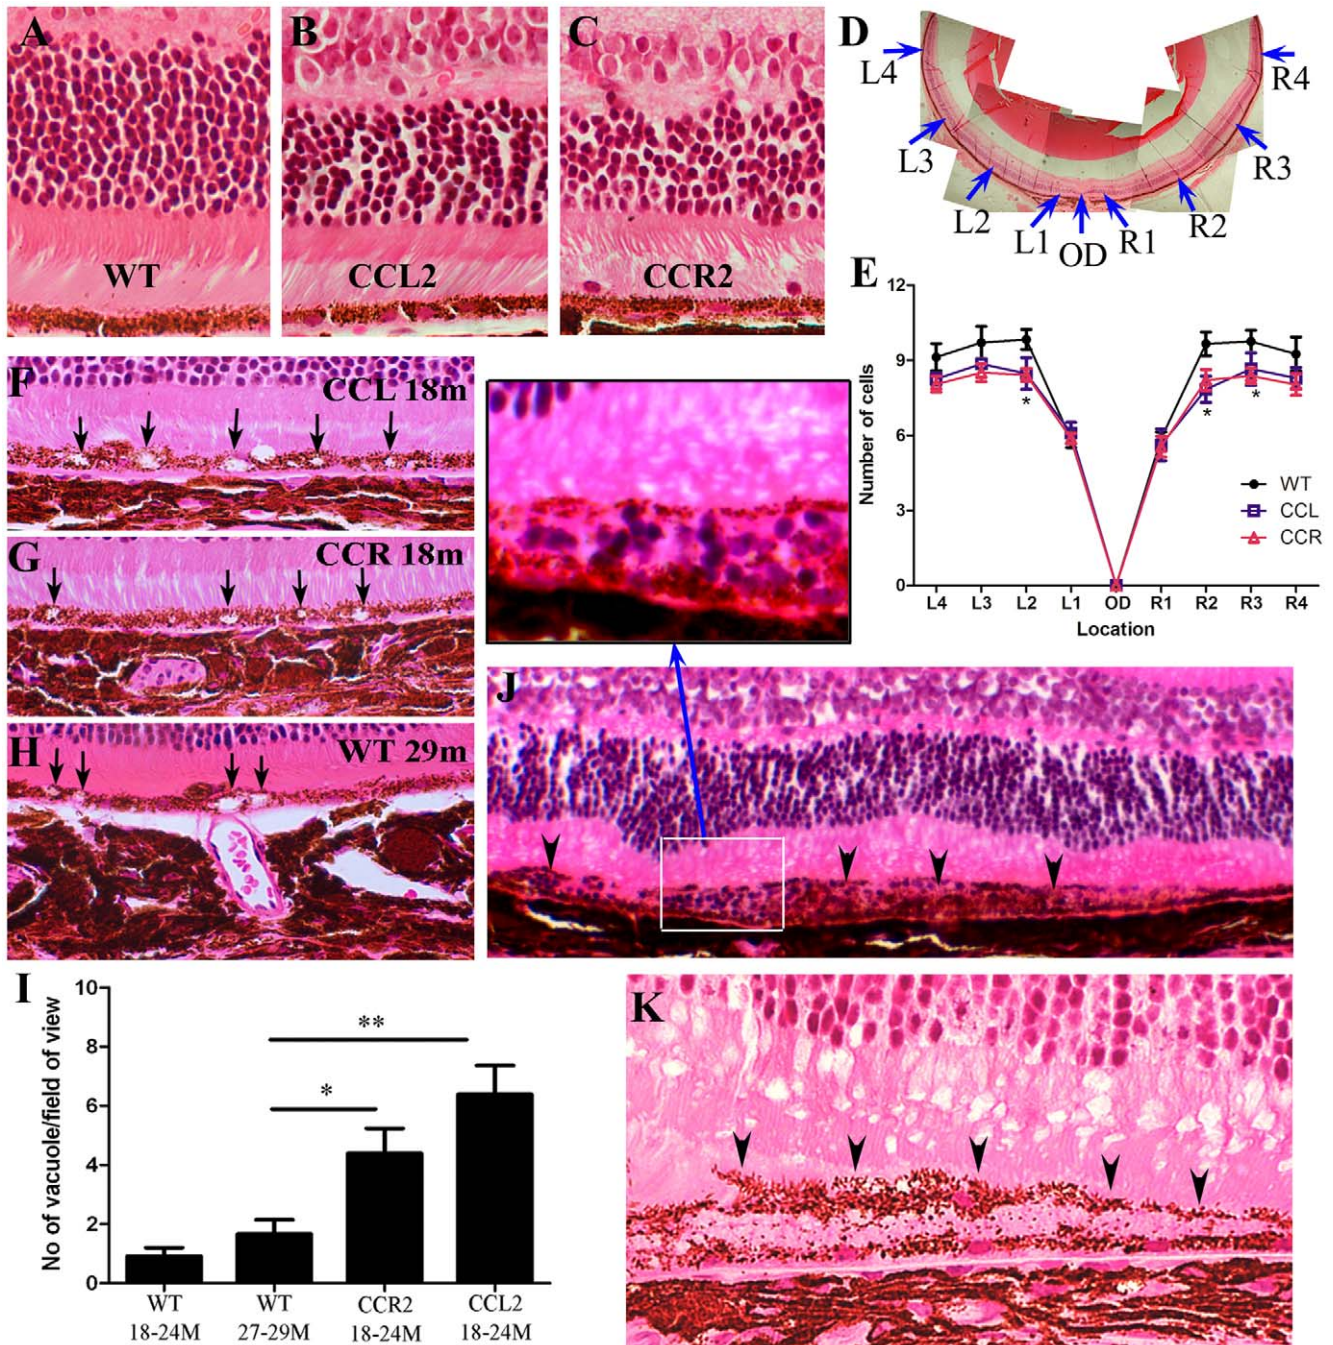 A
WT
B
CCL2
C
CCR2
D
L4
L3
L2
L1
OD
R1
R2
R3
R4
E
12
9
6
3
0
Number of cells
*
*
*
WT
CCL
CCR
L4 L3 L2 L1 OD R1 R2 R3 R4
Location
F
CCL 18m
G
CCR 18m
H
WT 29m
J
I
10
8
6
4
2
0
No of vacuole/field of view
**
*
WT WT CCR2 CCL2
18-24M 27-29M 18-24M 18-24M
K